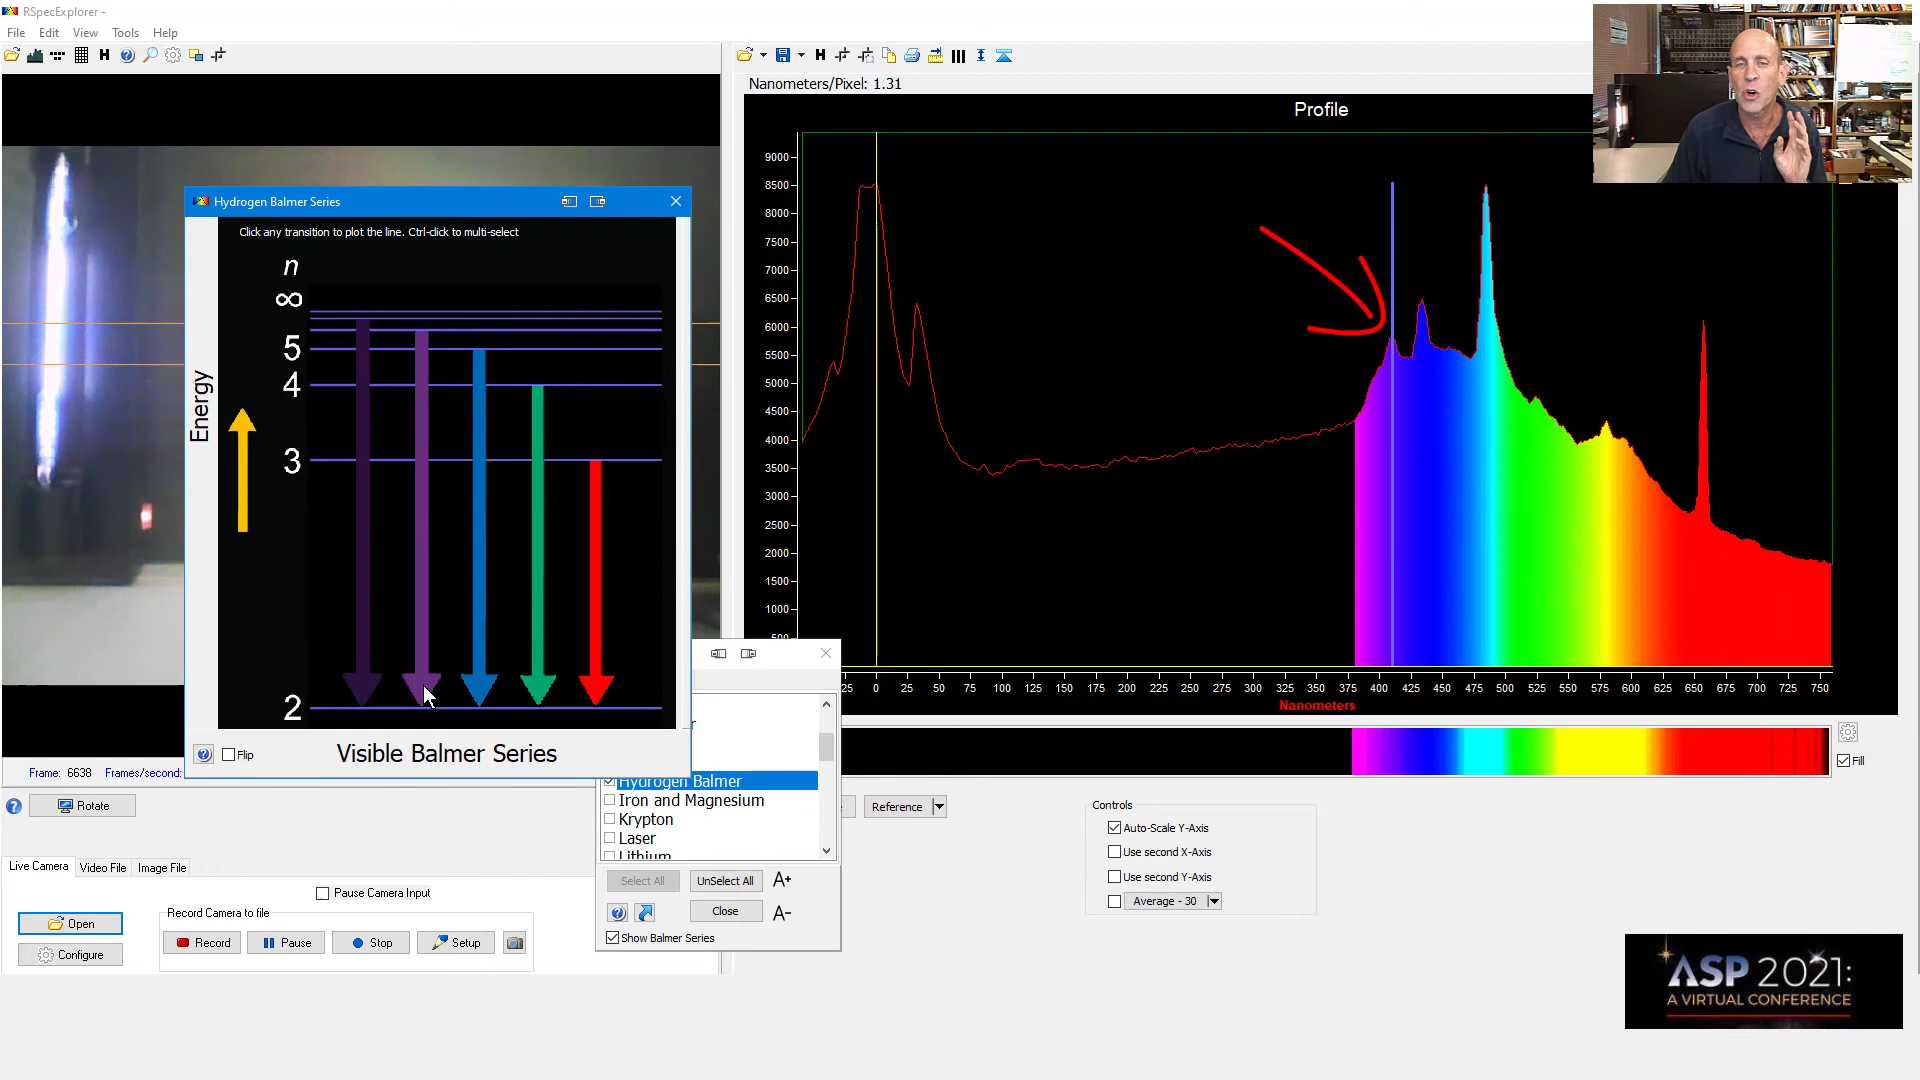 RSpecExplorer -
File Edit View Tools Help
Nanometers/Pixel: 1.31
Profile
9000
8500
8000
7500
7000
6500
6000
5500
5000
4500
4000
3500
3000
2500
2000
1500
1000
500
25 0 25 50 75 100 125 150 175 200 225 250 275 300 325 350 375 400 425 450 475 500 525 550 575 600 625 650 675 700 725 750
Nanometers
Hydrogen Balmer Series
Click any transition to plot the line. Ctrl-click to multi-select
n
∞
5
4
3
2
Energy
Flip
Visible Balmer Series
Frame: 6638 Frames/second:
Rotate
Live Camera Video File Image File
Pause Camera Input
Open
Configure
Record Camera to file
Record Pause Stop Setup
Hydrogen Balmer
Iron and Magnesium
Krypton
Laser
Lithium
Select All UnSelect All A+
Close A-
Show Balmer Series
Reference
Fill
Controls
Auto-Scale Y-Axis
Use second X-Axis
Use second Y-Axis
Average - 30
ASP 2021:
A VIRTUAL CONFERENCE